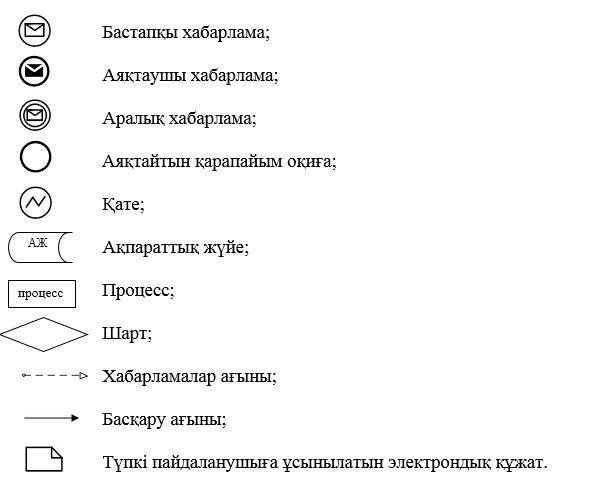 Бастапқы хабарлама;
Аяқтаушы хабарлама;
Аралық хабарлама;
Аяқтайтын қарапайым оқиға;
Қате;
АЖ Ақпараттық жүйе;
процесс Процесс;
Шарт;
Хабарламалар ағыны;
Басқару ағыны;
Түпкі пайдаланушыға ұсынылатын электрондық құжат.